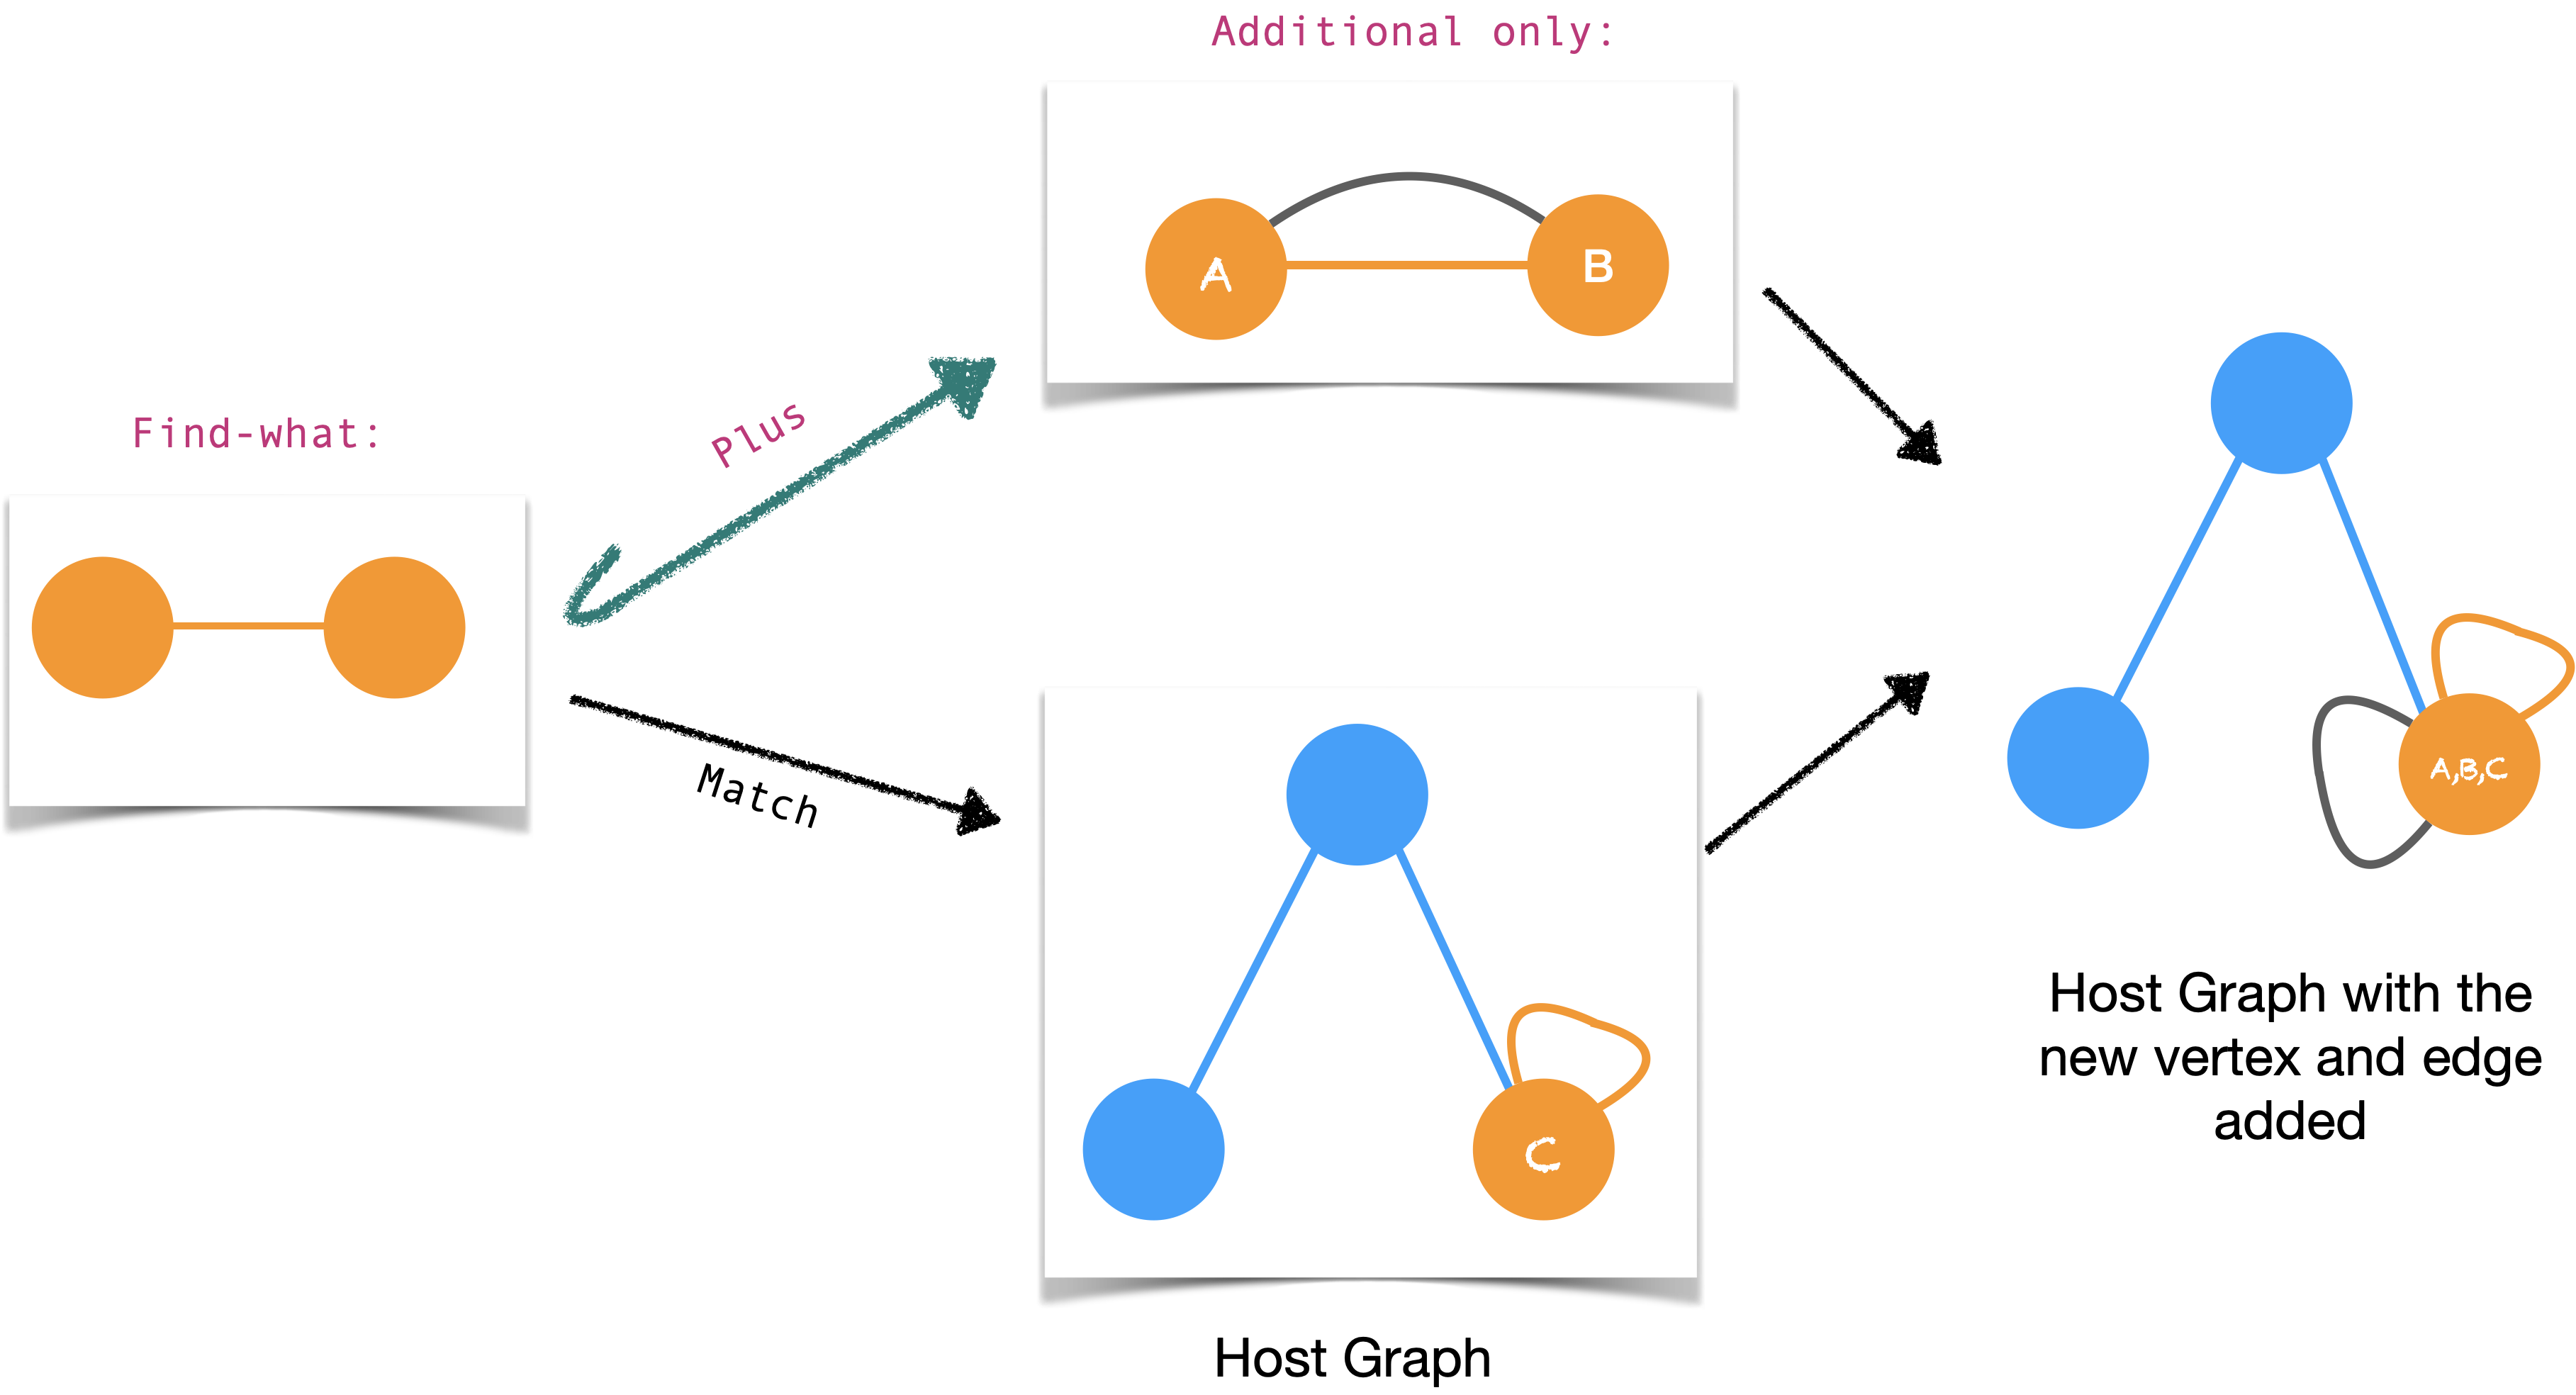 Additional only:
A
B
Find-what:
Plus
Match
A,B,C
C
Host Graph with the
new vertex and edge
added
Host Graph